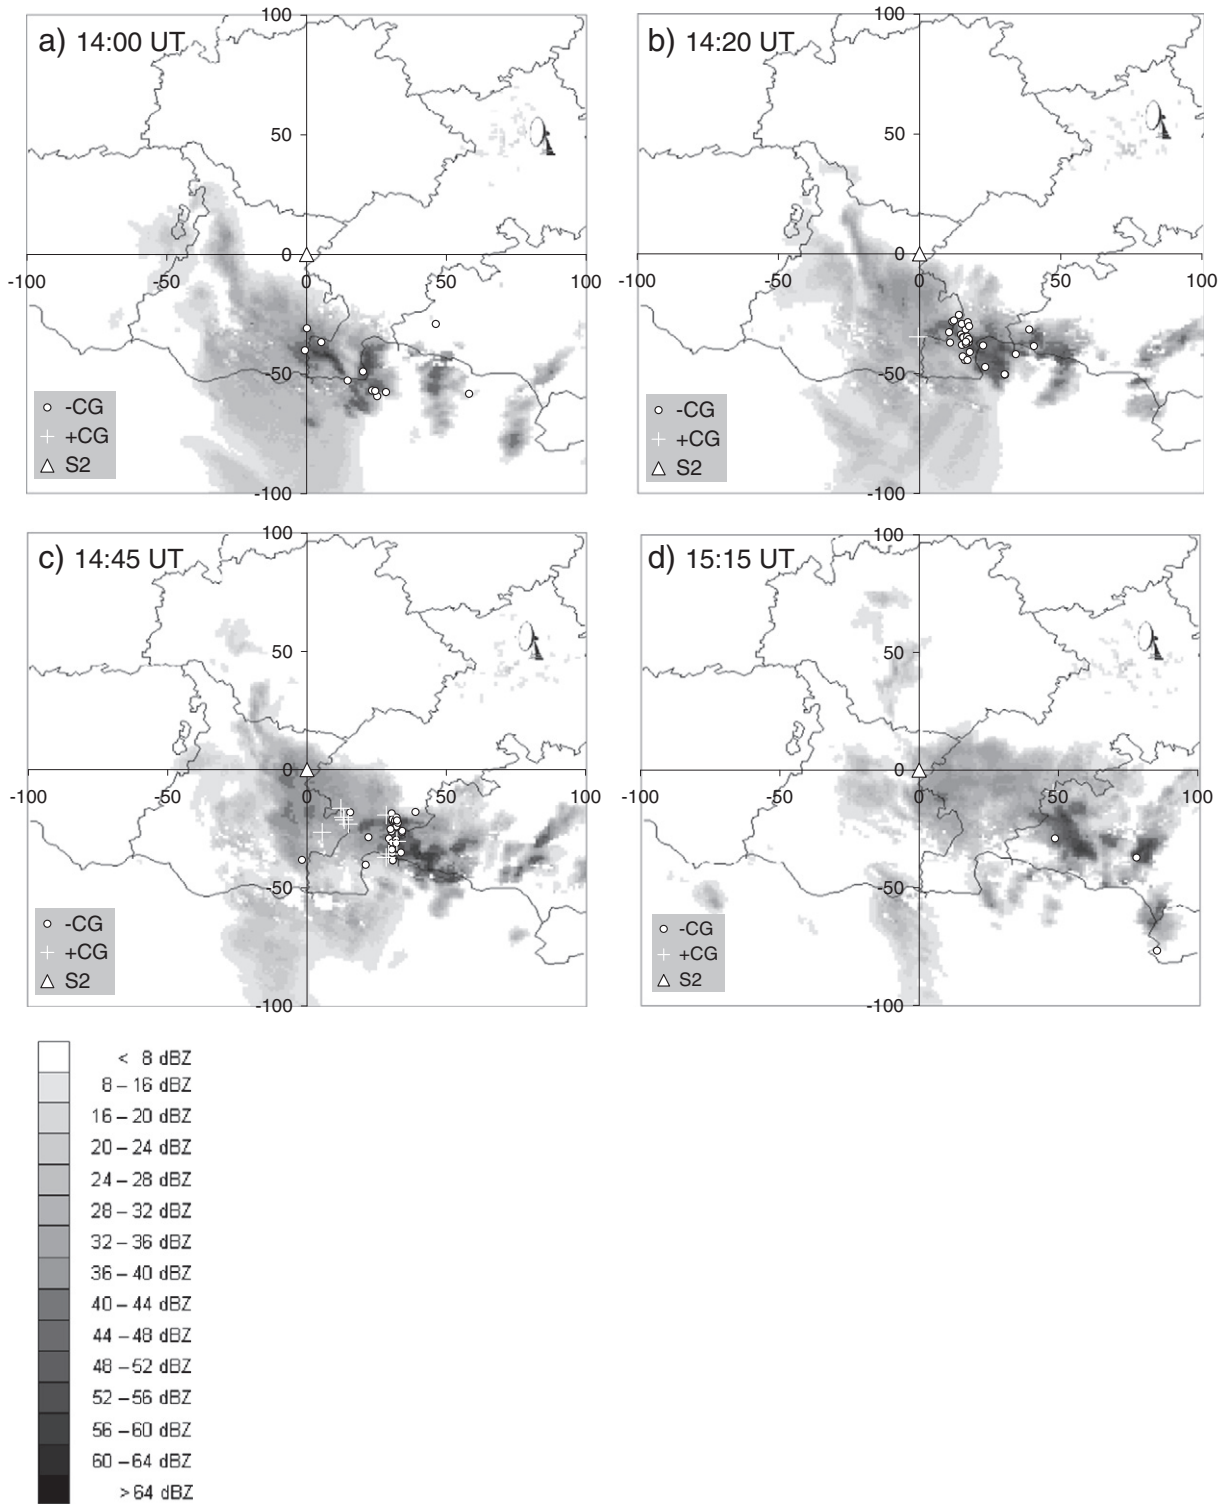 a) 14:00 UT
100
50
0
-100
-50
0
50
100
-50
-100
-CG
+CG
S2
b) 14:20 UT
100
50
0
-100
-50
0
50
100
-50
-100
-CG
+CG
S2
c) 14:45 UT
100
50
0
-100
-50
0
50
100
-50
-100
-CG
+CG
S2
d) 15:15 UT
100
50
0
-100
-50
0
50
100
-50
-100
-CG
+CG
S2
< 8 dBZ
8 – 16 dBZ
16 – 20 dBZ
20 – 24 dBZ
24 – 28 dBZ
28 – 32 dBZ
32 – 36 dBZ
36 – 40 dBZ
40 – 44 dBZ
44 – 48 dBZ
48 – 52 dBZ
52 – 56 dBZ
56 – 60 dBZ
60 – 64 dBZ
>64 dBZ